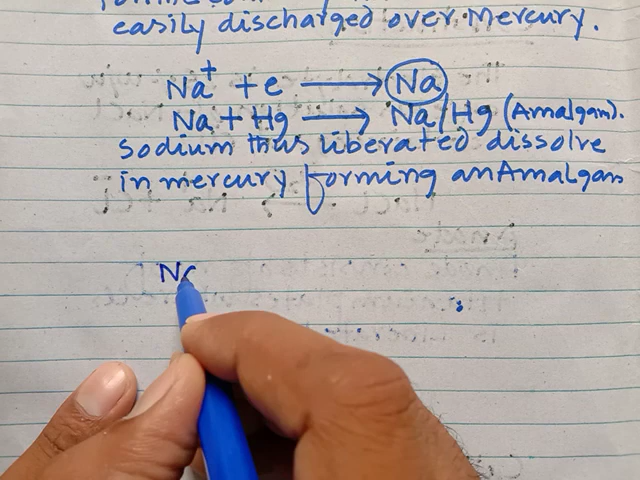 easily discharged over Mercury.
Na⁺ + e ⟶ Na
Na + Hg ⟶ Na/Hg (Amalgam).
sodium thus liberated dissolve
in mercury forming an Amalgam
Na